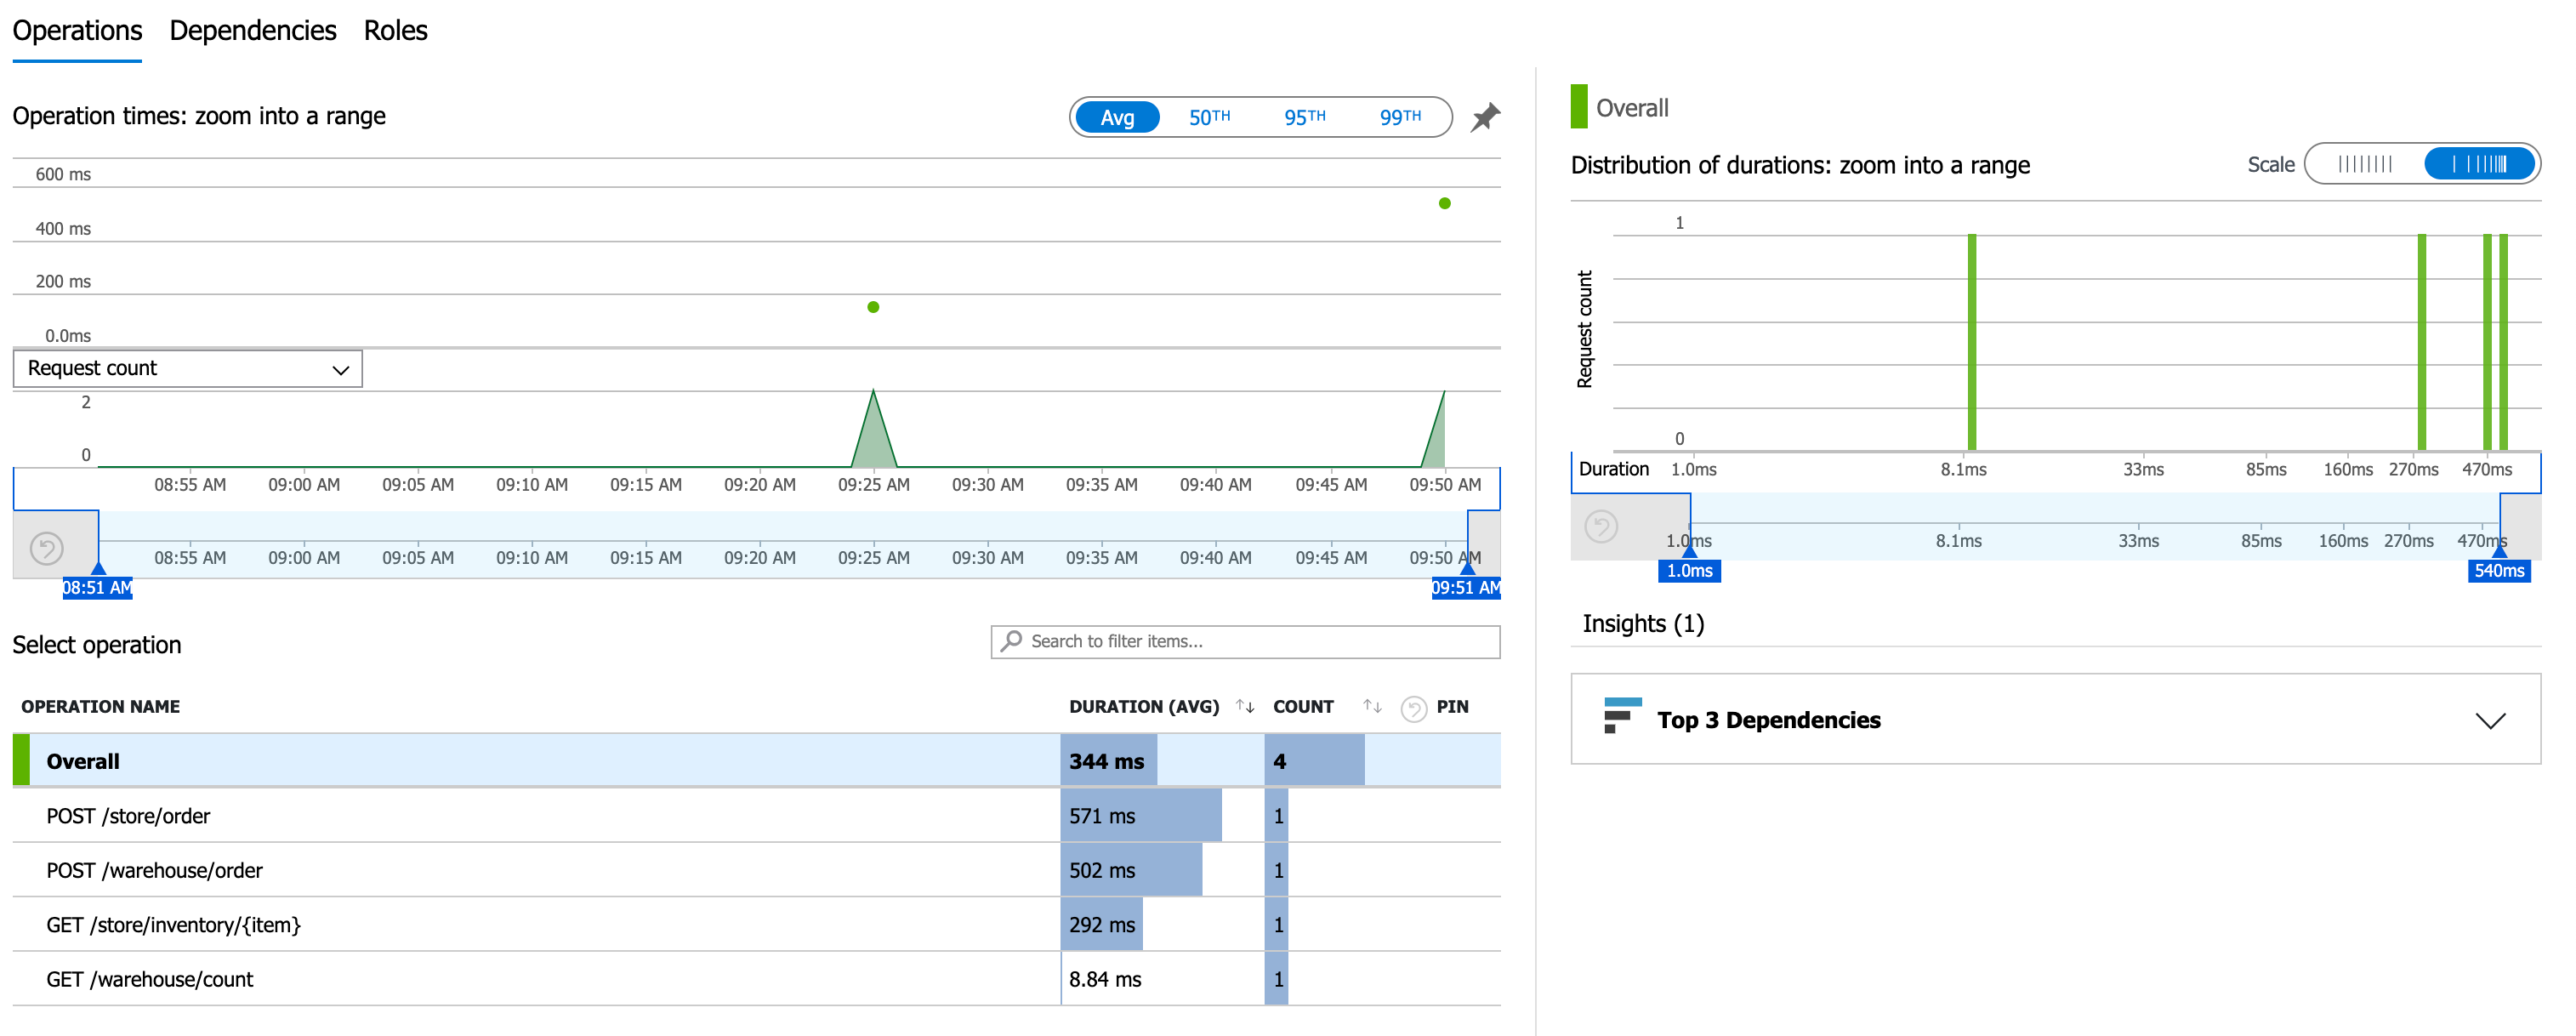 Operations Dependencies Roles
Operation times: zoom into a range
Avg 50TH 95TH 99TH
600 ms
400 ms
200 ms
0.0ms
Request count
2
0
08:55 AM 09:00 AM 09:05 AM 09:10 AM 09:15 AM 09:20 AM 09:25 AM 09:30 AM 09:35 AM 09:40 AM 09:45 AM 09:50 AM
08:55 AM 09:00 AM 09:05 AM 09:10 AM 09:15 AM 09:20 AM 09:25 AM 09:30 AM 09:35 AM 09:40 AM 09:45 AM 09:50 AM
08:51 AM 09:51 AM
Select operation
Search to filter items...
OPERATION NAME DURATION (AVG) COUNT PIN
Overall 344 ms 4
POST /store/order 571 ms 1
POST /warehouse/order 502 ms 1
GET /store/inventory/{item} 292 ms 1
GET /warehouse/count 8.84 ms 1
Overall
Distribution of durations: zoom into a range
Scale
Request count
1
0
Duration 1.0ms 8.1ms 33ms 85ms 160ms 270ms 470ms
1.0ms 8.1ms 33ms 85ms 160ms 270ms 470ms
1.0ms 540ms
Insights (1)
Top 3 Dependencies